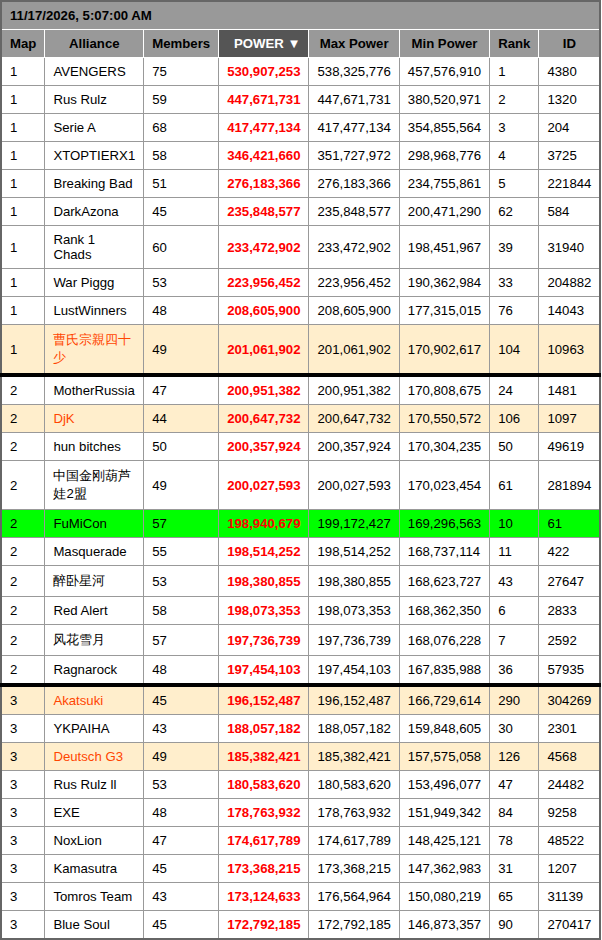 11/17/2026, 5:07:00 AM
Map Alliance Members POWER ▼ Max Power Min Power Rank ID
1 AVENGERS 75 530,907,253 538,325,776 457,576,910 1 4380
1 Rus Rulz 59 447,671,731 447,671,731 380,520,971 2 1320
1 Serie A 68 417,477,134 417,477,134 354,855,564 3 204
1 XTOPTIERX1 58 346,421,660 351,727,972 298,968,776 4 3725
1 Breaking Bad 51 276,183,366 276,183,366 234,755,861 5 221844
1 DarkAzona 45 235,848,577 235,848,577 200,471,290 62 584
1 Rank 1
Chads 60 233,472,902 233,472,902 198,451,967 39 31940
1 War Piggg 53 223,956,452 223,956,452 190,362,984 33 204882
1 LustWinners 48 208,605,900 208,605,900 177,315,015 76 14043
1 曹氏宗親四十
少 49 201,061,902 201,061,902 170,902,617 104 10963
2 MotherRussia 47 200,951,382 200,951,382 170,808,675 24 1481
2 DjK 44 200,647,732 200,647,732 170,550,572 106 1097
2 hun bitches 50 200,357,924 200,357,924 170,304,235 50 49619
2 中国金刚葫芦
娃2盟 49 200,027,593 200,027,593 170,023,454 61 281894
2 FuMiCon 57 198,940,679 199,172,427 169,296,563 10 61
2 Masquerade 55 198,514,252 198,514,252 168,737,114 11 422
2 醉卧星河 53 198,380,855 198,380,855 168,623,727 43 27647
2 Red Alert 58 198,073,353 198,073,353 168,362,350 6 2833
2 风花雪月 57 197,736,739 197,736,739 168,076,228 7 2592
2 Ragnarock 48 197,454,103 197,454,103 167,835,988 36 57935
3 Akatsuki 45 196,152,487 196,152,487 166,729,614 290 304269
3 YKPAIHA 43 188,057,182 188,057,182 159,848,605 30 2301
3 Deutsch G3 49 185,382,421 185,382,421 157,575,058 126 4568
3 Rus Rulz ll 53 180,583,620 180,583,620 153,496,077 47 24482
3 EXE 48 178,763,932 178,763,932 151,949,342 84 9258
3 NoxLion 47 174,617,789 174,617,789 148,425,121 78 48522
3 Kamasutra 45 173,368,215 173,368,215 147,362,983 31 1207
3 Tomros Team 43 173,124,633 176,564,964 150,080,219 65 31139
3 Blue Soul 45 172,792,185 172,792,185 146,873,357 90 270417